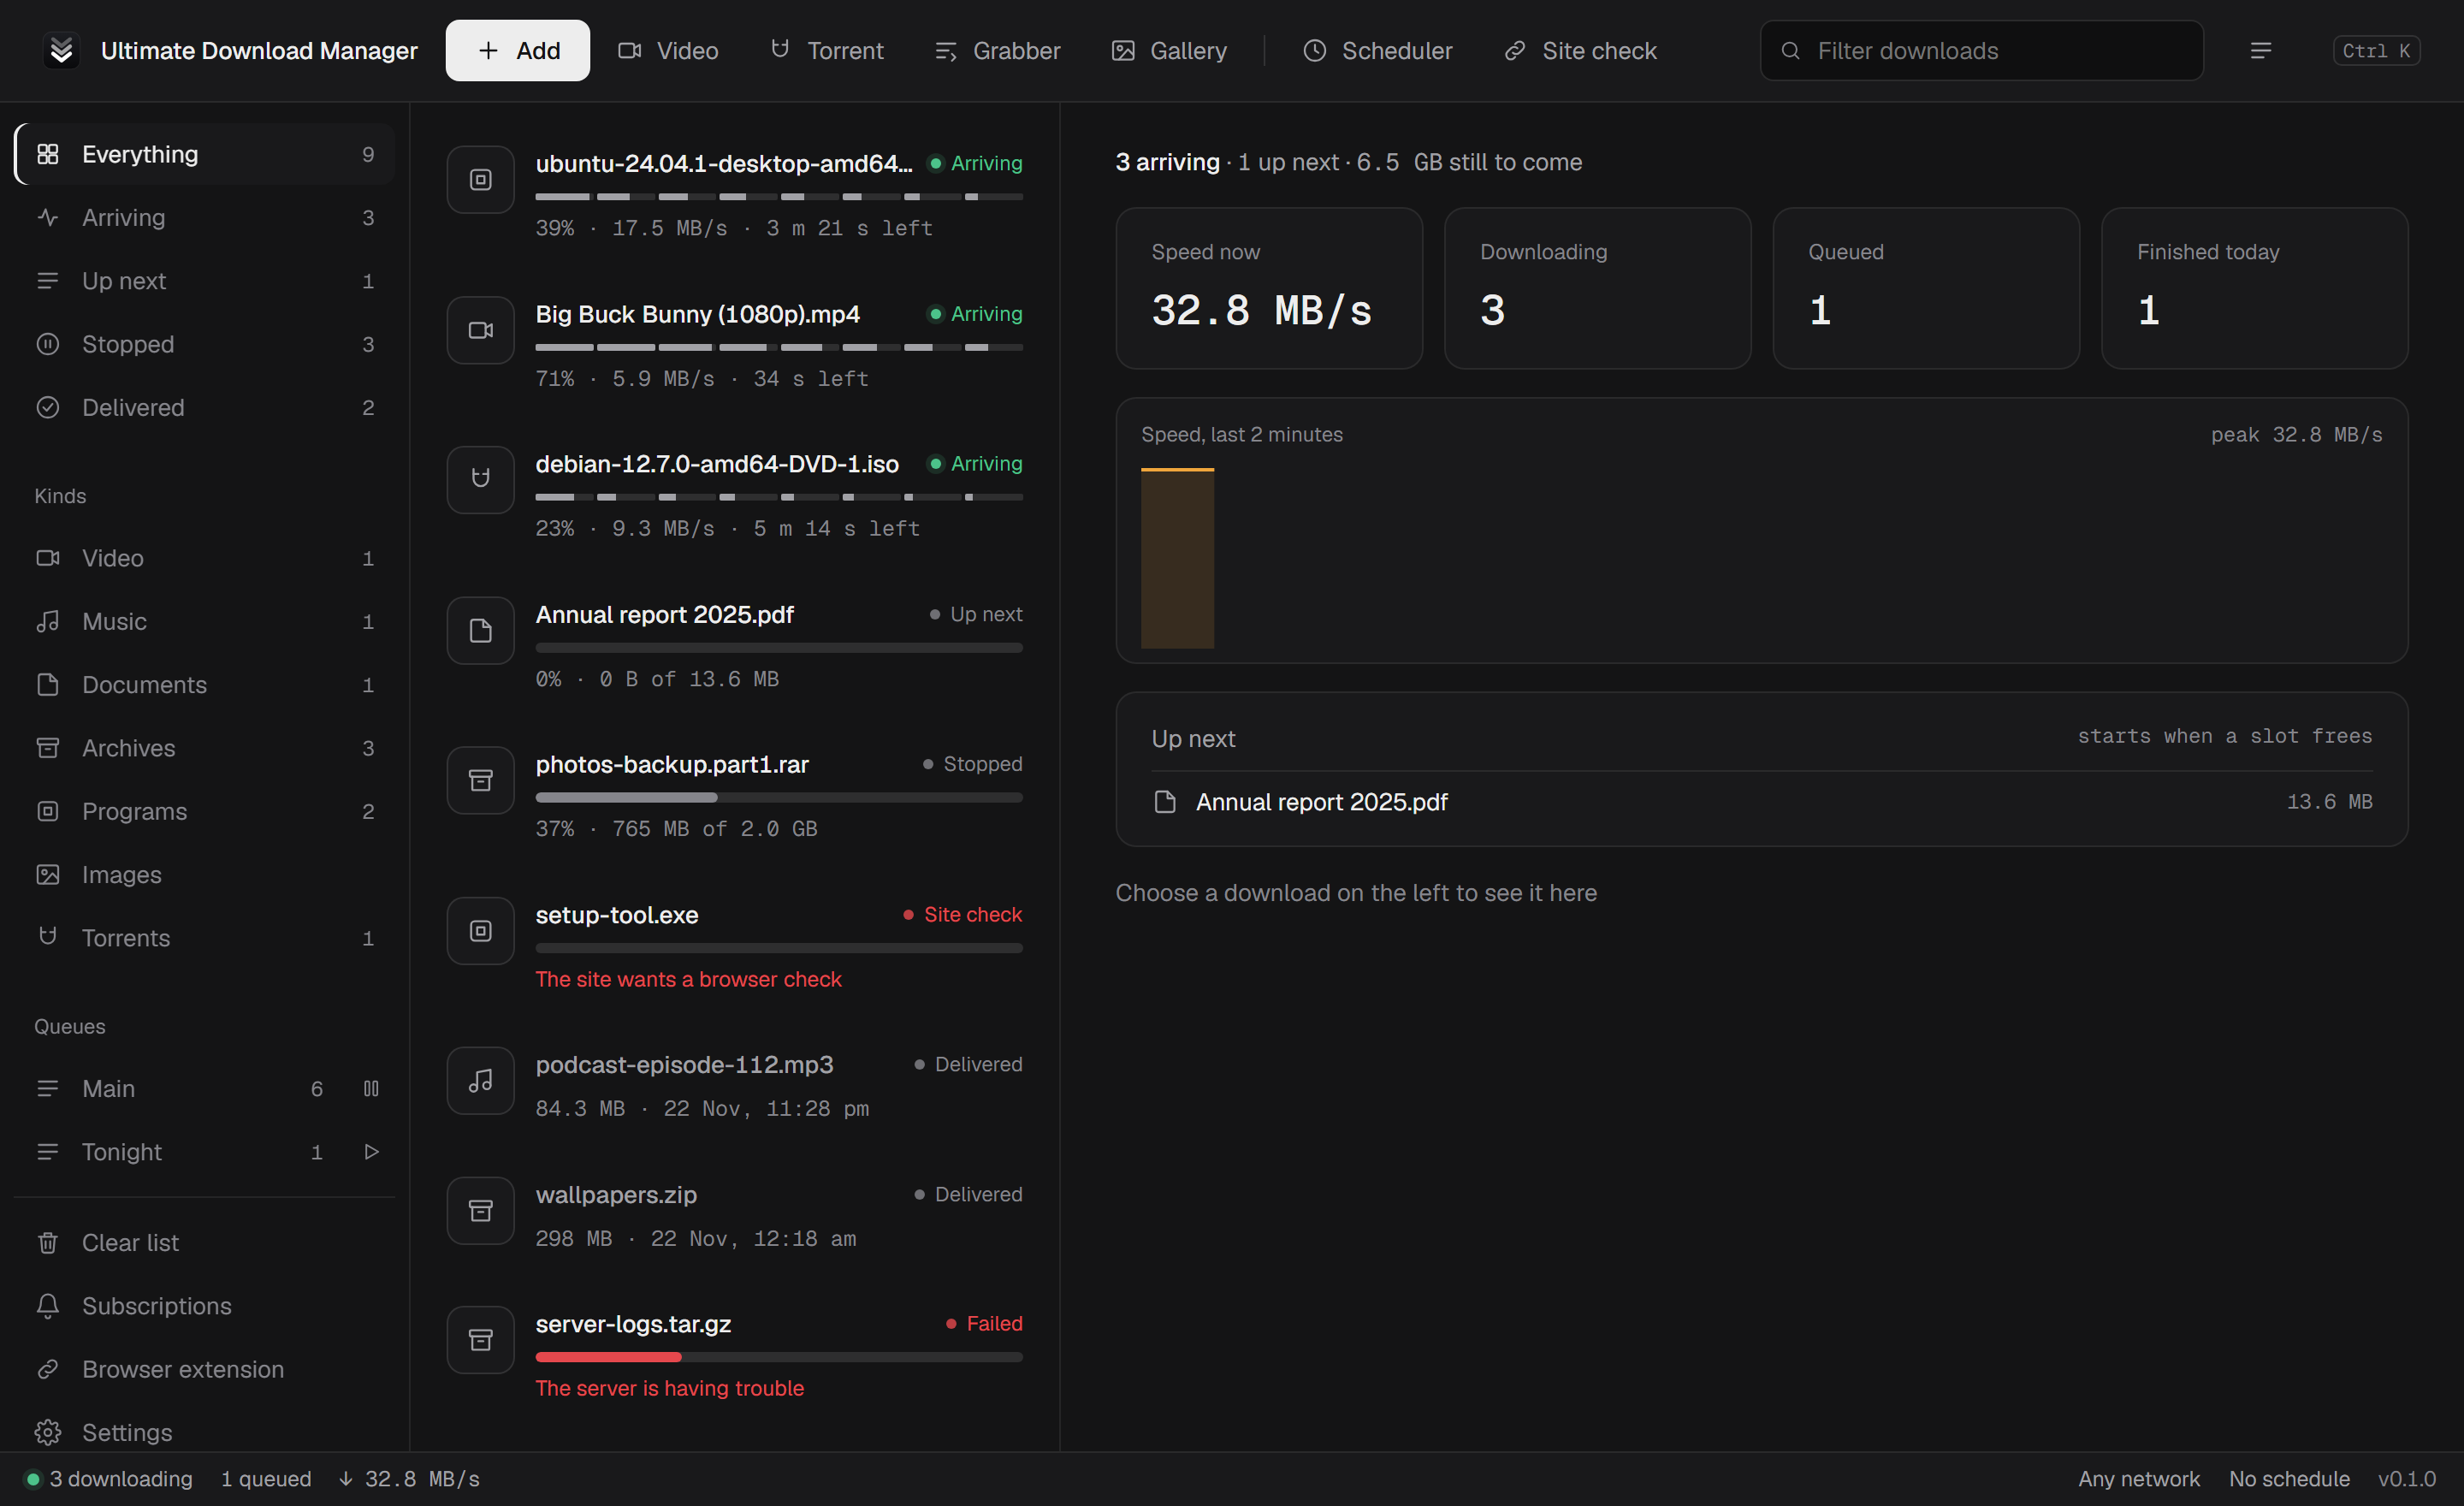 Ultimate Download Manager
Add
Video
Torrent
Grabber
Gallery
Scheduler
Site check
Filter downloads
Ctrl K
Everything 9
Arriving 3
Up next 1
Stopped 3
Delivered 2
Kinds
Video 1
Music 1
Documents 1
Archives 3
Programs 2
Images
Torrents 1
Queues
Main 6
Tonight 1
Clear list
Subscriptions
Browser extension
Settings
ubuntu-24.04.1-desktop-amd64… Arriving
39% · 17.5 MB/s · 3 m 21 s left
Big Buck Bunny (1080p).mp4 Arriving
71% · 5.9 MB/s · 34 s left
debian-12.7.0-amd64-DVD-1.iso Arriving
23% · 9.3 MB/s · 5 m 14 s left
Annual report 2025.pdf Up next
0% · 0 B of 13.6 MB
photos-backup.part1.rar Stopped
37% · 765 MB of 2.0 GB
setup-tool.exe Site check
The site wants a browser check
podcast-episode-112.mp3 Delivered
84.3 MB · 22 Nov, 11:28 pm
wallpapers.zip Delivered
298 MB · 22 Nov, 12:18 am
server-logs.tar.gz Failed
The server is having trouble
3 arriving · 1 up next · 6.5 GB still to come
Speed now
32.8 MB/s
Downloading
3
Queued
1
Finished today
1
Speed, last 2 minutes peak 32.8 MB/s
Up next starts when a slot frees
Annual report 2025.pdf 13.6 MB
Choose a download on the left to see it here
3 downloading 1 queued ↓ 32.8 MB/s
Any network No schedule v0.1.0